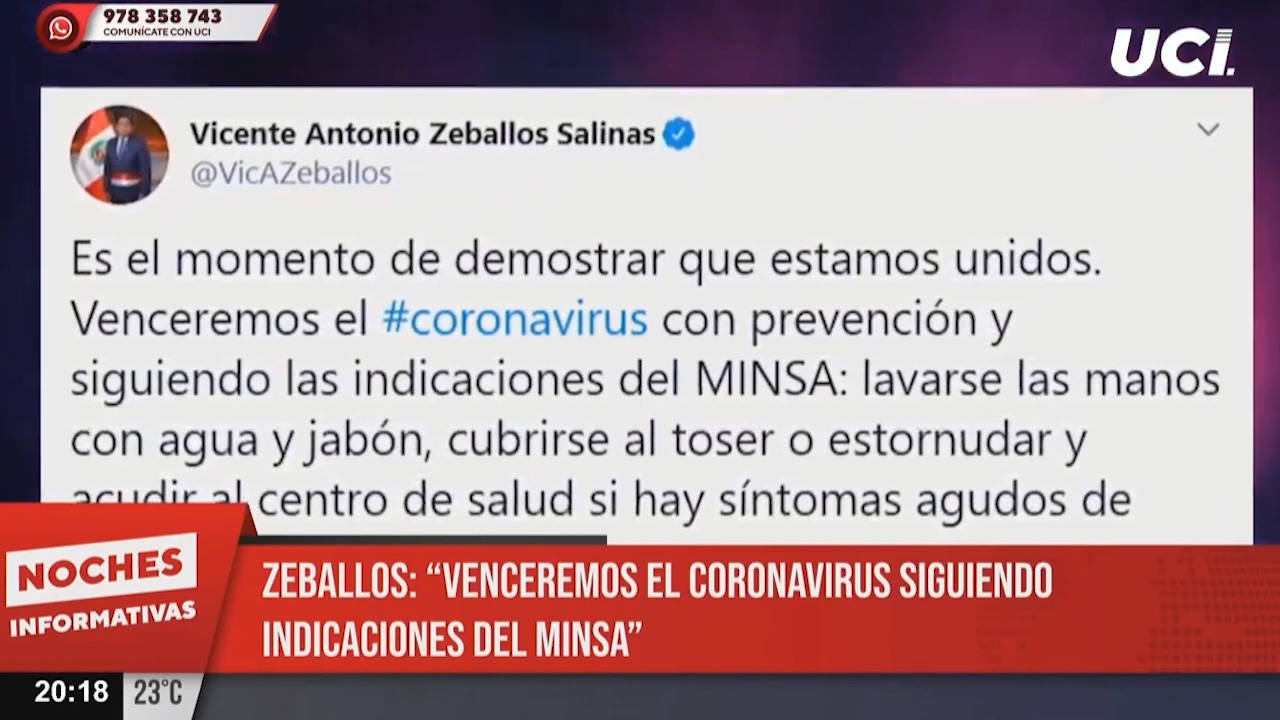 978 358 743
COMUNÍCATE CON UCI
UCI.
Vicente Antonio Zeballos Salinas
@VicAZeballos
Es el momento de demostrar que estamos unidos.
Venceremos el #coronavirus con prevención y
siguiendo las indicaciones del MINSA: lavarse las manos
con agua y jabón, cubrirse al toser o estornudar y
acudir al centro de salud si hay síntomas agudos de
NOCHES
INFORMATIVAS
ZEBALLOS: “VENCEREMOS EL CORONAVIRUS SIGUIENDO
INDICACIONES DEL MINSA”
20:18 23°C